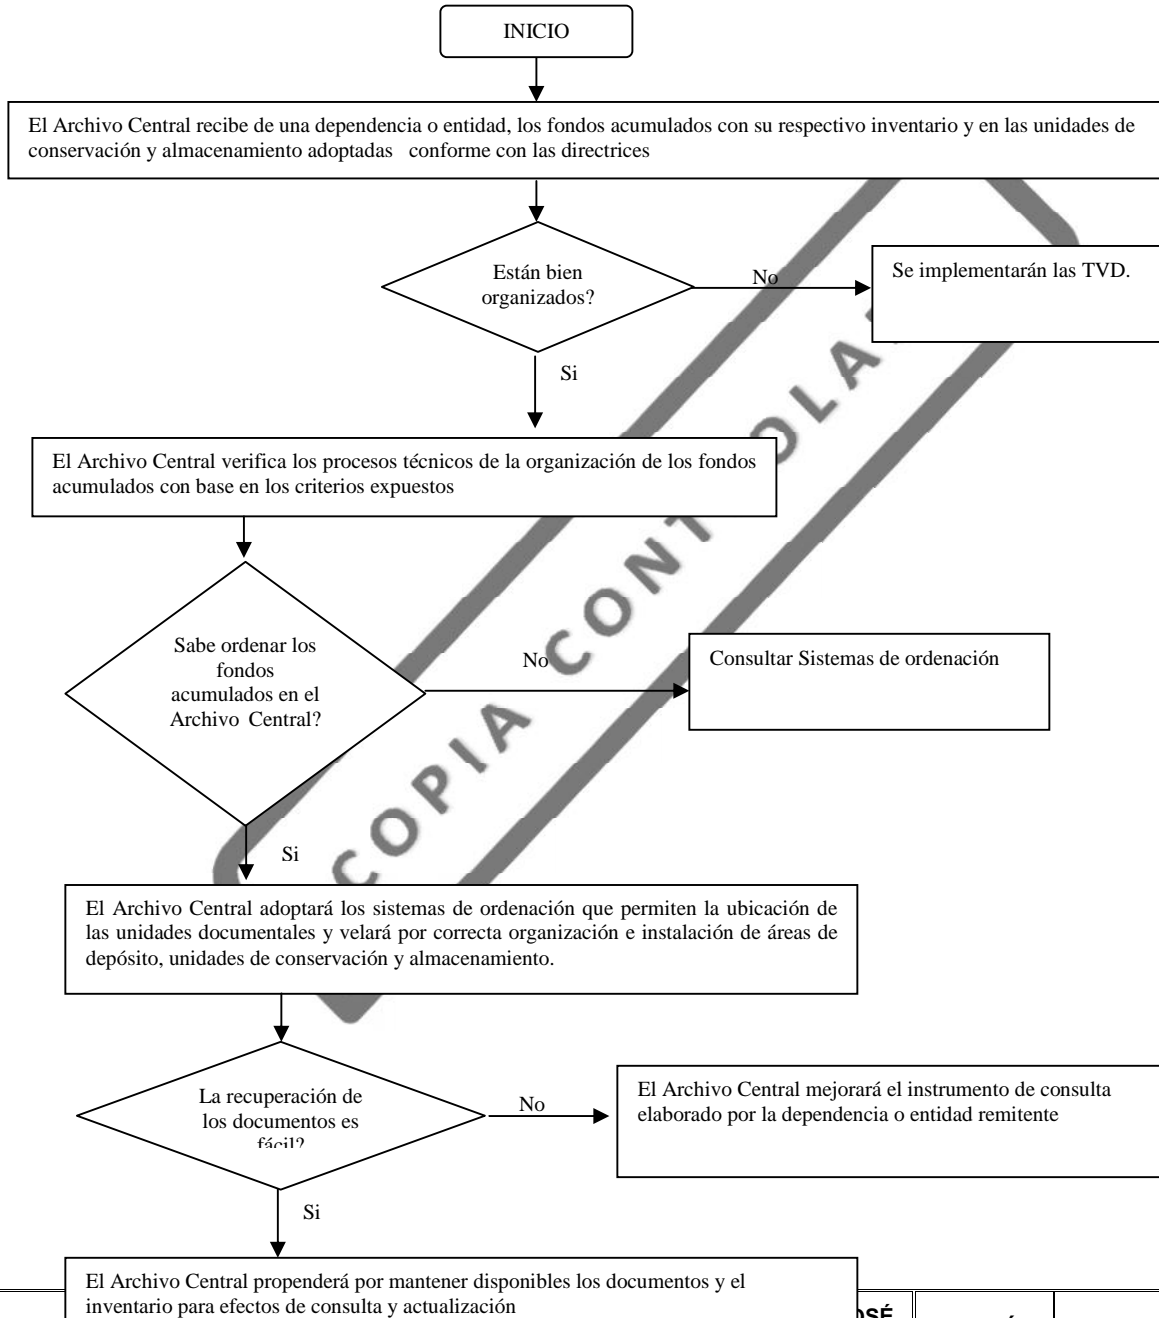 INICIO
El Archivo Central recibe de una dependencia o entidad, los fondos acumulados con su respectivo inventario y en las unidades de
conservación y almacenamiento adoptadas conforme con las directrices
Están bien
organizados?
No
Se implementarán las TVD.
Si
El Archivo Central verifica los procesos técnicos de la organización de los fondos
acumulados con base en los criterios expuestos
Sabe ordenar los
fondos
acumulados en el
Archivo Central?
No
Consultar Sistemas de ordenación
Si
El Archivo Central adoptará los sistemas de ordenación que permiten la ubicación de
las unidades documentales y velará por correcta organización e instalación de áreas de
depósito, unidades de conservación y almacenamiento.
La recuperación de
los documentos es
fácil?
No
El Archivo Central mejorará el instrumento de consulta
elaborado por la dependencia o entidad remitente
Si
El Archivo Central propenderá por mantener disponibles los documentos y el
inventario para efectos de consulta y actualización
COPIA